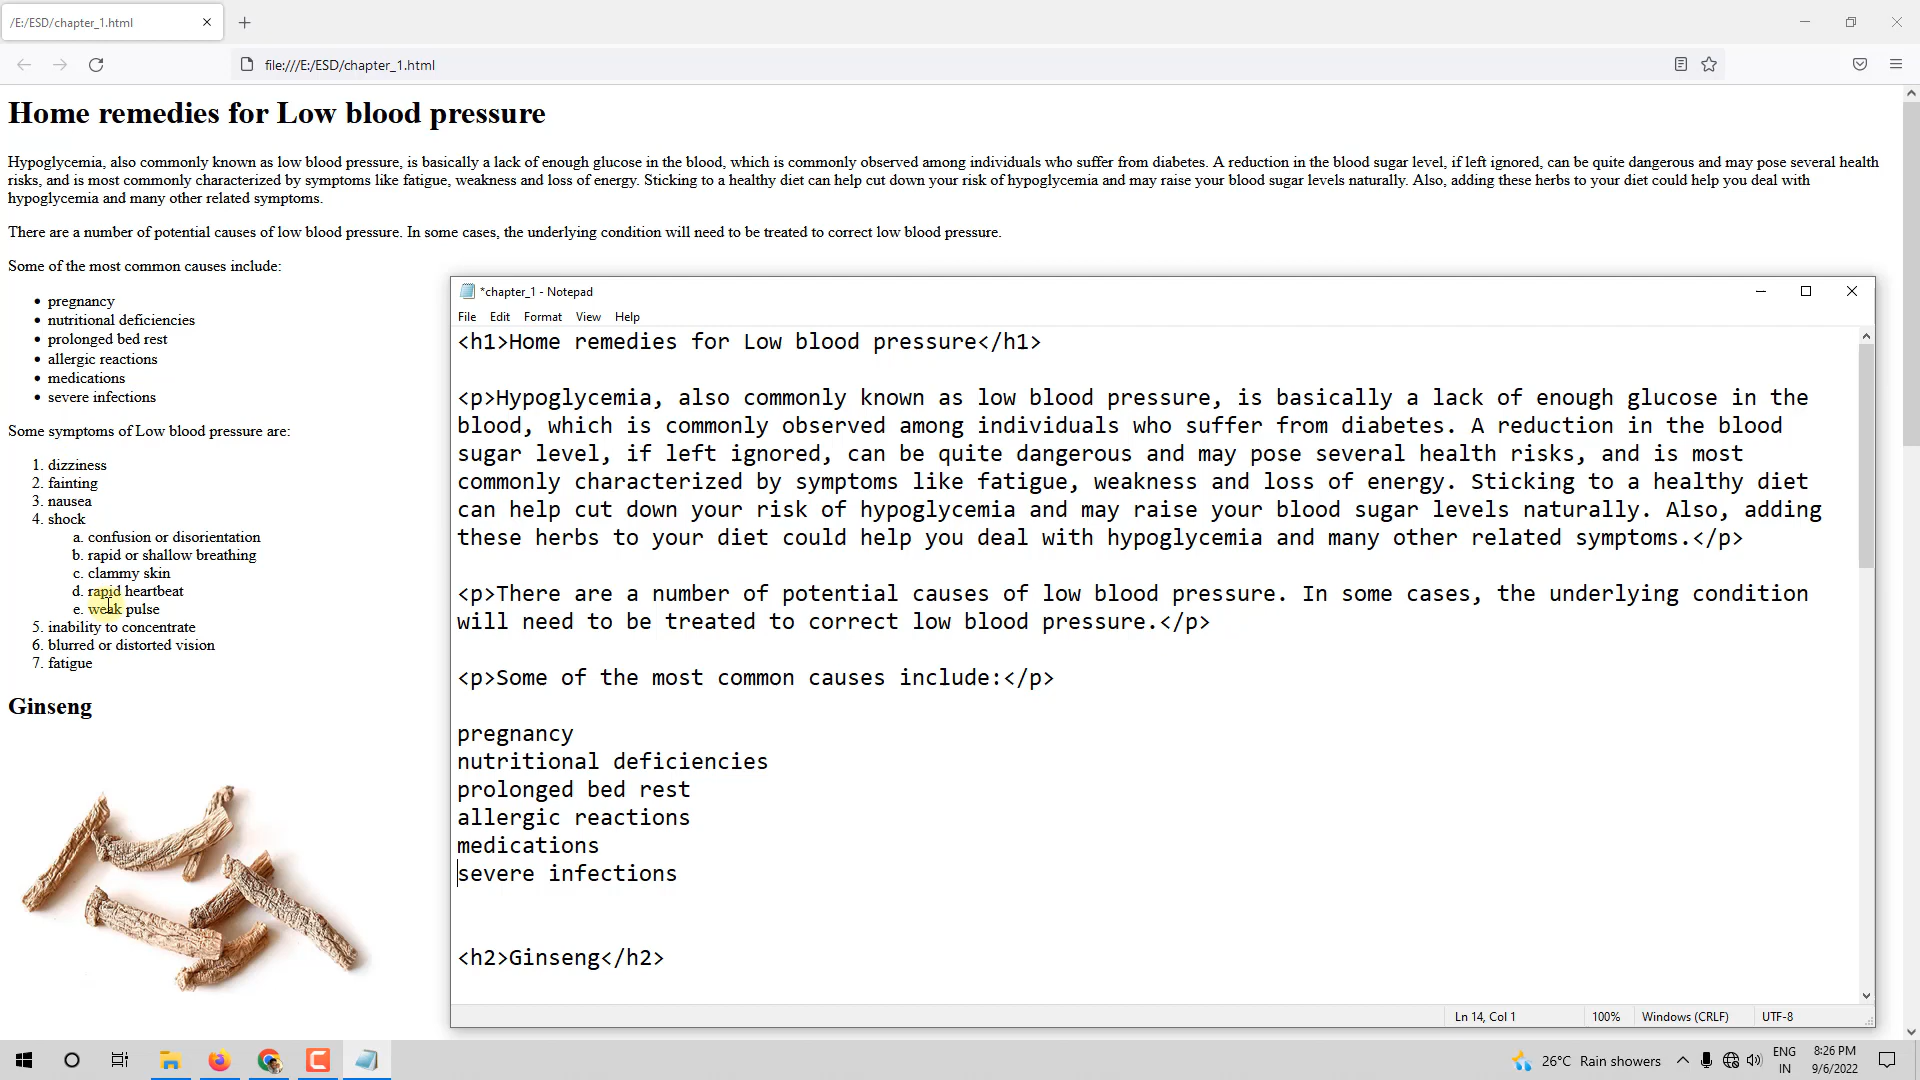 /E:/ESD/chapter_1.html
file:///E:/ESD/chapter_1.html
Home remedies for Low blood pressure
Hypoglycemia, also commonly known as low blood pressure, is basically a lack of enough glucose in the blood, which is commonly observed among individuals who suffer from diabetes. A reduction in the blood sugar level, if left ignored, can be quite dangerous and may pose several health
risks, and is most commonly characterized by symptoms like fatigue, weakness and loss of energy. Sticking to a healthy diet can help cut down your risk of hypoglycemia and may raise your blood sugar levels naturally. Also, adding these herbs to your diet could help you deal with
hypoglycemia and many other related symptoms.
There are a number of potential causes of low blood pressure. In some cases, the underlying condition will need to be treated to correct low blood pressure.
Some of the most common causes include:
• pregnancy
• nutritional deficiencies
• prolonged bed rest
• allergic reactions
• medications
• severe infections
Some symptoms of Low blood pressure are:
1. dizziness
2. fainting
3. nausea
4. shock
a. confusion or disorientation
b. rapid or shallow breathing
c. clammy skin
d. rapid heartbeat
e. weak pulse
5. inability to concentrate
6. blurred or distorted vision
7. fatigue
Ginseng
*chapter_1 - Notepad
File Edit Format View Help
<h1>Home remedies for Low blood pressure</h1>
<p>Hypoglycemia, also commonly known as low blood pressure, is basically a lack of enough glucose in the
blood, which is commonly observed among individuals who suffer from diabetes. A reduction in the blood
sugar level, if left ignored, can be quite dangerous and may pose several health risks, and is most
commonly characterized by symptoms like fatigue, weakness and loss of energy. Sticking to a healthy diet
can help cut down your risk of hypoglycemia and may raise your blood sugar levels naturally. Also, adding
these herbs to your diet could help you deal with hypoglycemia and many other related symptoms.</p>
<p>There are a number of potential causes of low blood pressure. In some cases, the underlying condition
will need to be treated to correct low blood pressure.</p>
<p>Some of the most common causes include:</p>
pregnancy
nutritional deficiencies
prolonged bed rest
allergic reactions
medications
severe infections
<h2>Ginseng</h2>
Ln 14, Col 1 100% Windows (CRLF) UTF-8
26°C Rain showers
ENG
IN
8:26 PM
9/6/2022